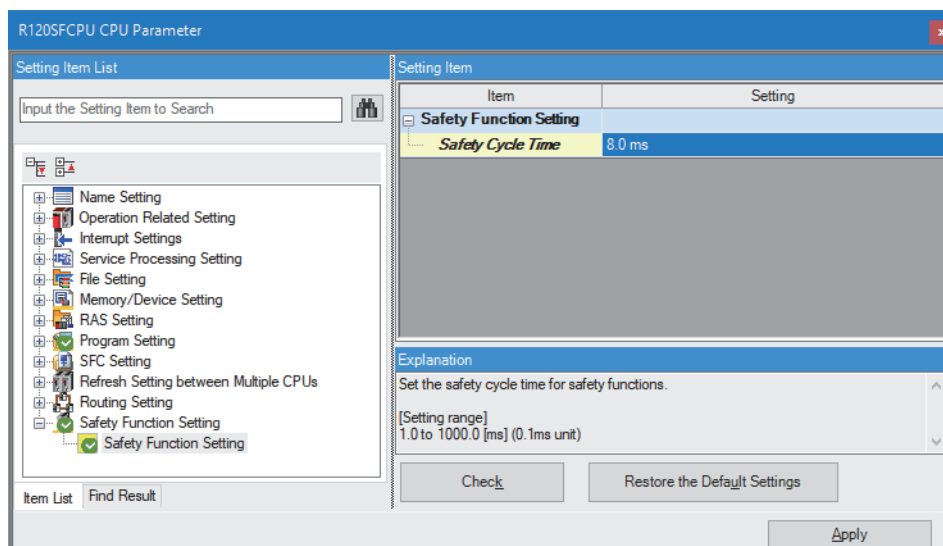 R120SFCPU CPU Parameter
Setting Item List
Input the Setting Item to Search
Name Setting
Operation Related Setting
Interrupt Settings
Service Processing Setting
File Setting
Memory/Device Setting
RAS Setting
Program Setting
SFC Setting
Refresh Setting between Multiple CPUs
Routing Setting
Safety Function Setting
Safety Function Setting
Item List Find Result
Setting Item
Item Setting
Safety Function Setting
Safety Cycle Time 8.0 ms
Explanation
Set the safety cycle time for safety functions.
[Setting range]
1.0 to 1000.0 [ms] (0.1ms unit)
Check Restore the Default Settings
Apply